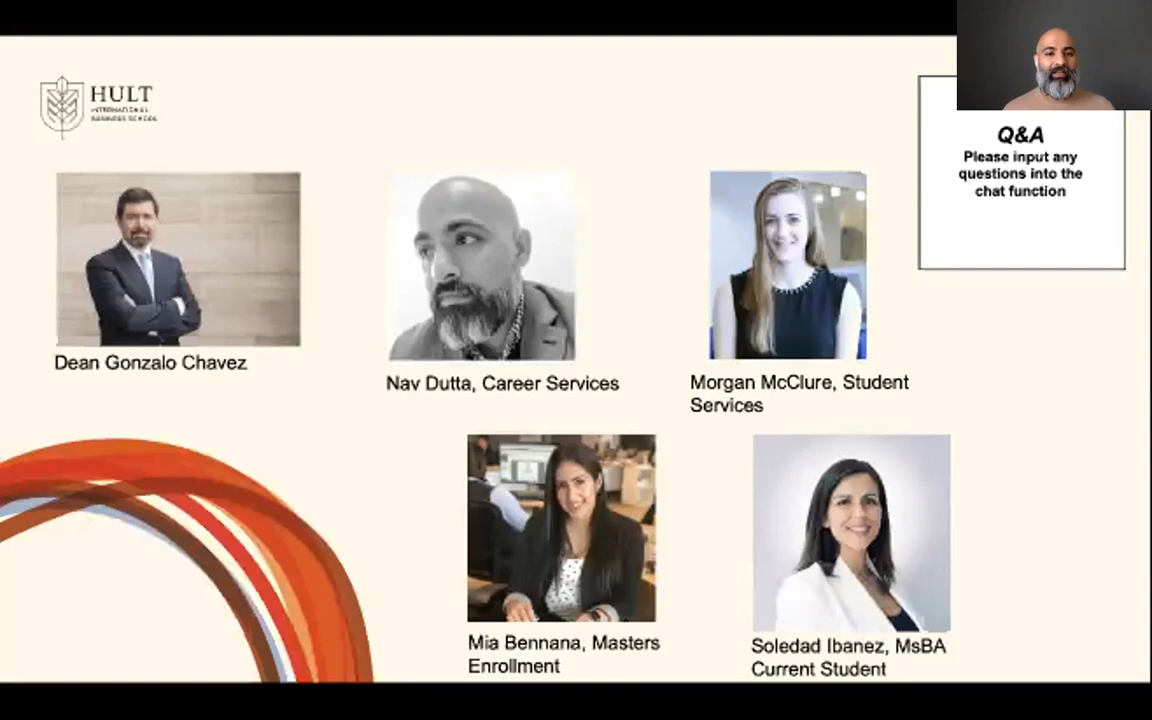 HULT
INTERNATIONAL
BUSINESS SCHOOL
Q&A
Please input any
questions into the
chat function
Dean Gonzalo Chavez
Nav Dutta, Career Services
Morgan McClure, Student
Services
Mia Bennana, Masters
Enrollment
Soledad Ibanez, MsBA
Current Student